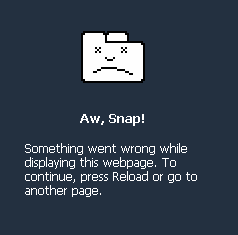 Aw, Snap!
Something went wrong while
displaying this webpage. To
continue, press Reload or go to
another page.